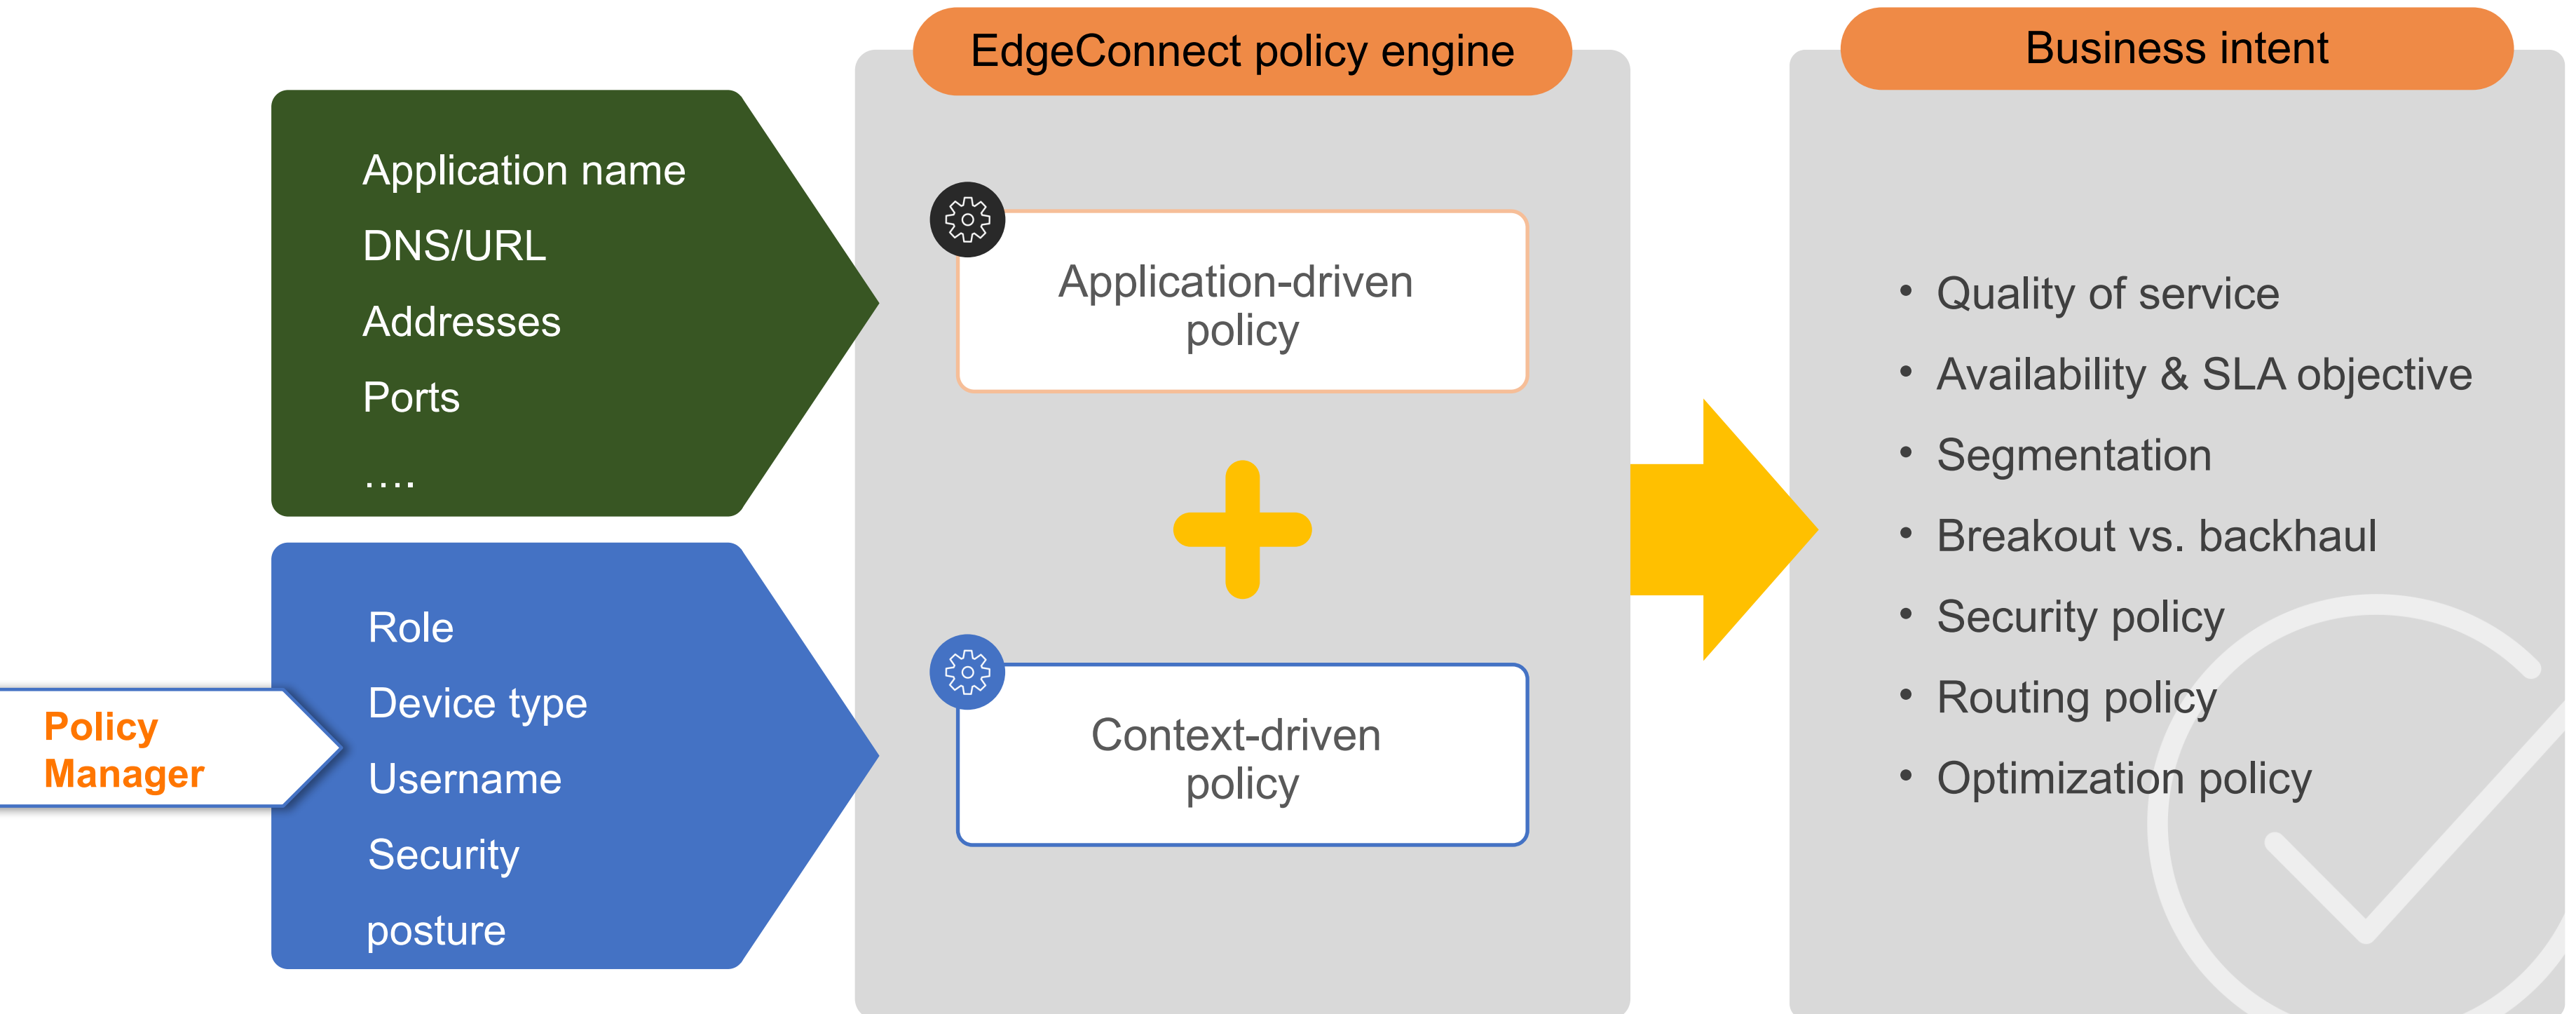 EdgeConnect policy engine
Business intent
Application name
DNS/URL
Addresses
Ports
....
Application-driven
policy
Policy
Manager
Role
Device type
Username
Security
posture
Context-driven
policy
• Quality of service
• Availability & SLA objective
• Segmentation
• Breakout vs. backhaul
• Security policy
• Routing policy
• Optimization policy